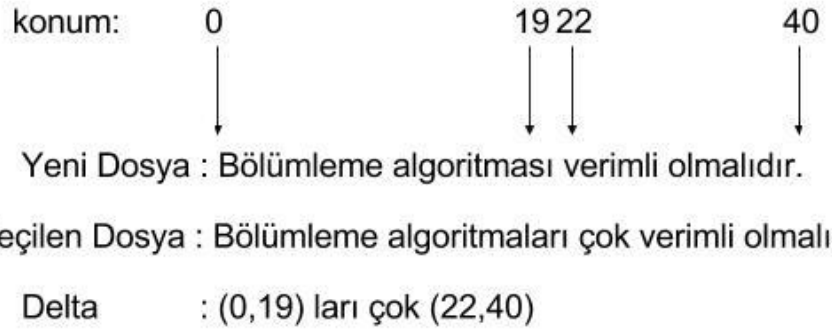 konum: 0 19 22 40
Yeni Dosya : Bölümleme algoritması verimli olmalıdır.
eçilen Dosya : Bölümleme algoritmaları çok verimli olmalı
Delta : (0,19) ları çok (22,40)